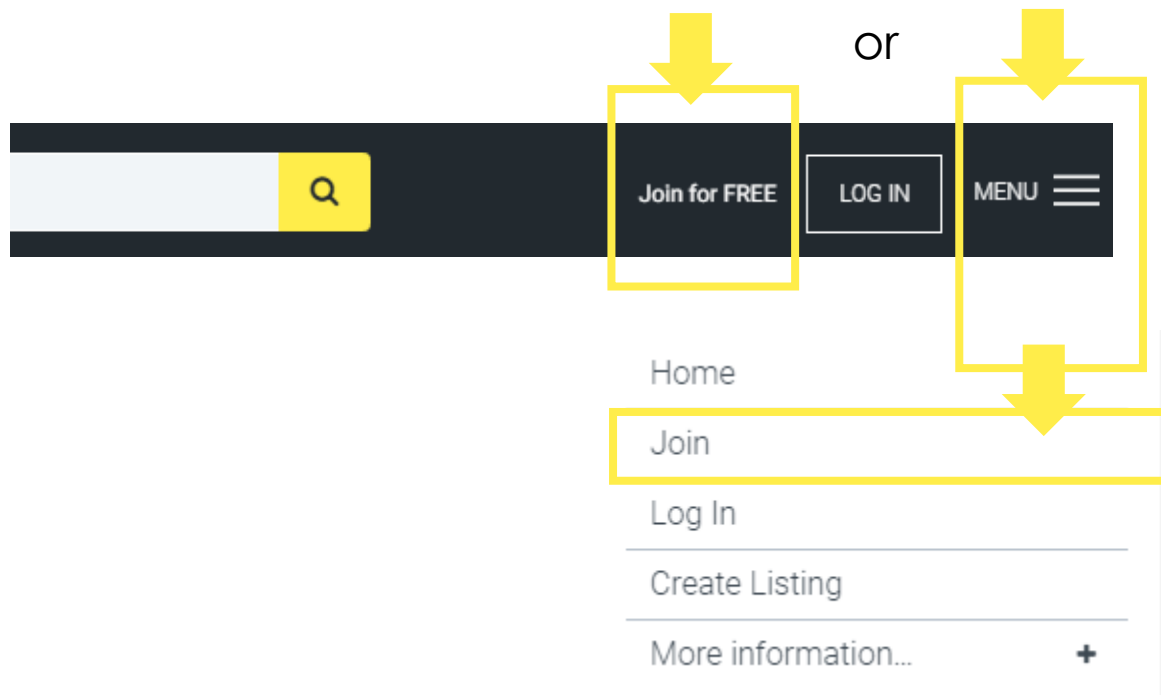 or
Join for FREE
LOG IN
MENU
Home
Join
Log In
Create Listing
More information...